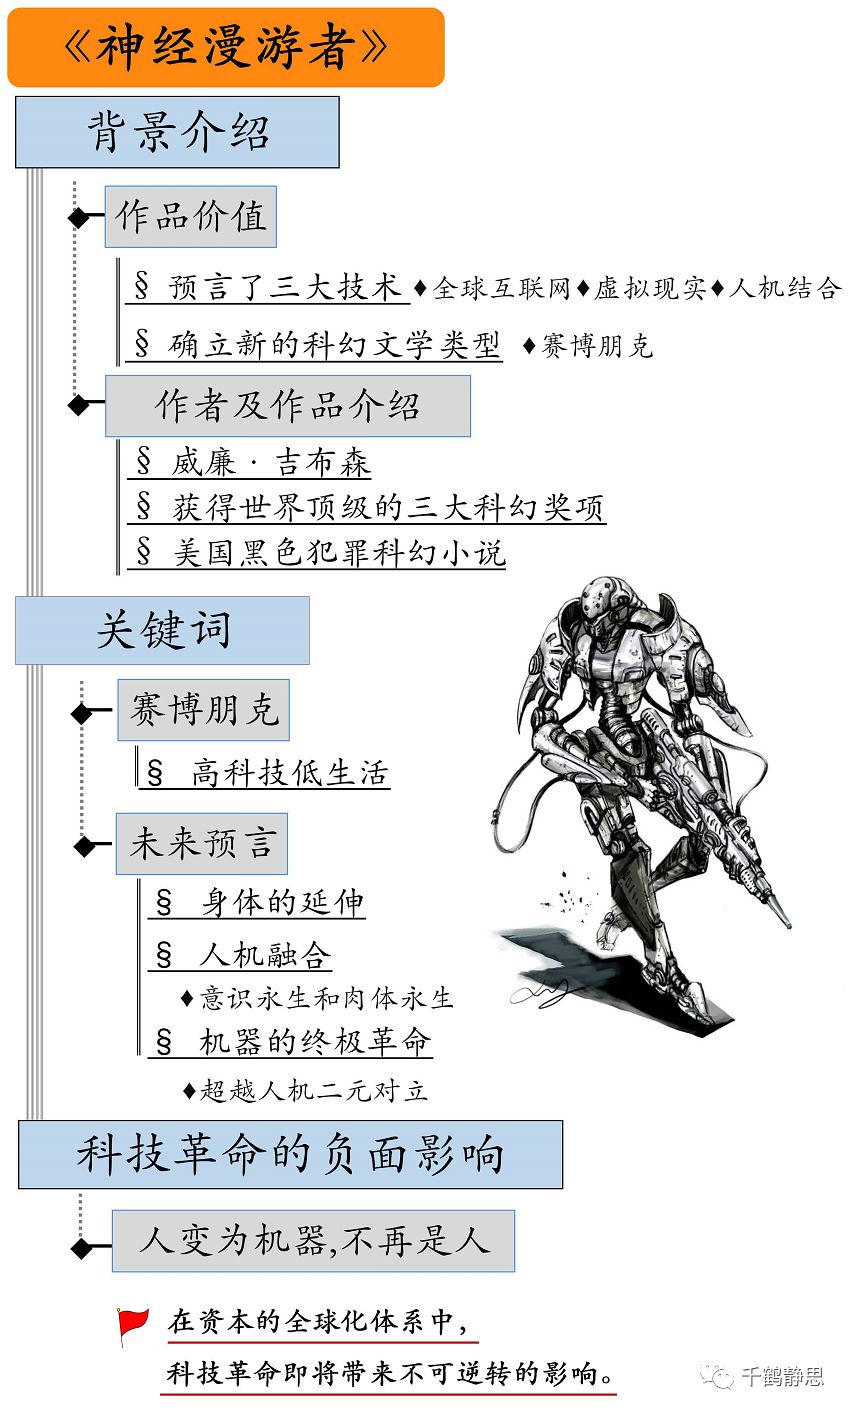 《神经漫游者》
背景介绍
作品价值
§ 预言了三大技术 ♦全球互联网♦虚拟现实♦人机结合
§ 确立新的科幻文学类型 ♦赛博朋克
作者及作品介绍
§ 威廉·吉布森
§ 获得世界顶级的三大科幻奖项
§ 美国黑色犯罪科幻小说
关键词
赛博朋克
§ 高科技低生活
未来预言
§ 身体的延伸
§ 人机融合
♦意识永生和肉体永生
§ 机器的终极革命
♦超越人机二元对立
科技革命的负面影响
人变为机器,不再是人
在资本的全球化体系中，
科技革命即将带来不可逆转的影响。
千鹤静思